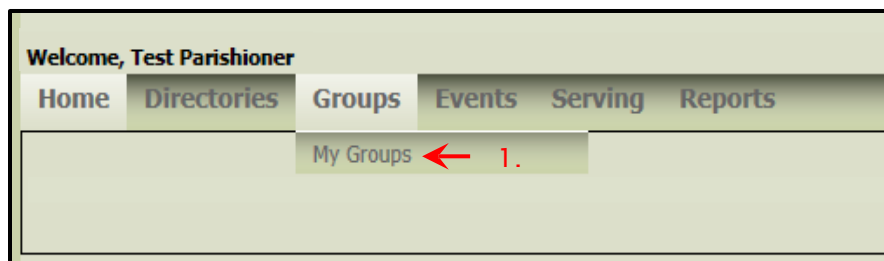 Welcome, Test Parishioner
Home Directories Groups Events Serving Reports
My Groups 1.